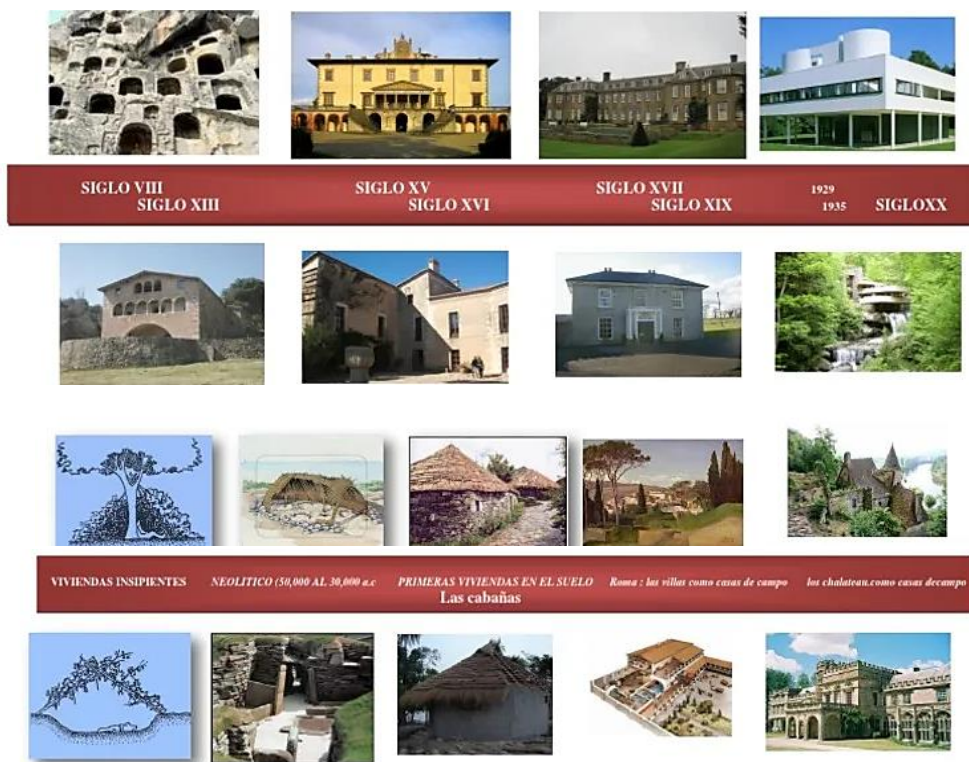 SIGLO VIII SIGLO XV SIGLO XVII 1929
SIGLO XIII SIGLO XVI SIGLO XIX 1935 SIGLOXX
VIVIENDAS INSIPIENTES NEOLITICO (50,000 AL 30,000 a.c PRIMERAS VIVIENDAS EN EL SUELO Roma : las villas como casas de campo los chalateau.como casas decampo
Las cabañas